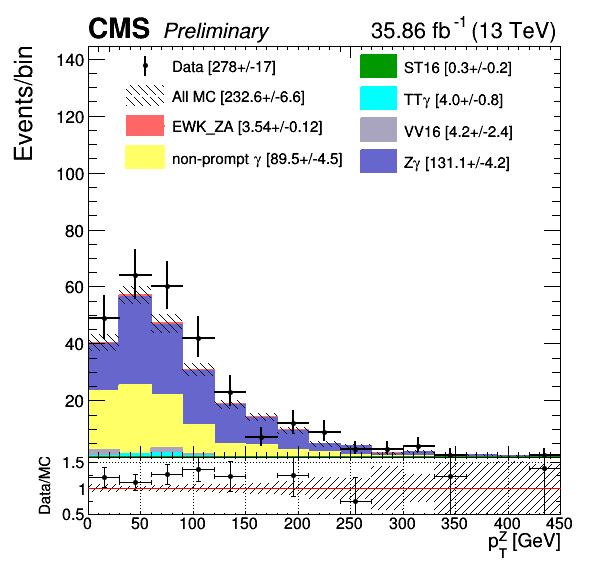 CMS Preliminary 35.86 fb⁻¹ (13 TeV)
Events/bin
140
120
100
80
60
40
20
Data [278+/-17]
All MC [232.6+/-6.6]
EWK_ZA [3.54+/-0.12]
non-prompt γ [89.5+/-4.5]
ST16 [0.3+/-0.2]
TTγ [4.0+/-0.8]
VV16 [4.2+/-2.4]
Zγ [131.1+/-4.2]
Data/MC
1.5
1
0.5
0 50 100 150 200 250 300 350 400 450
p_T^Z [GeV]